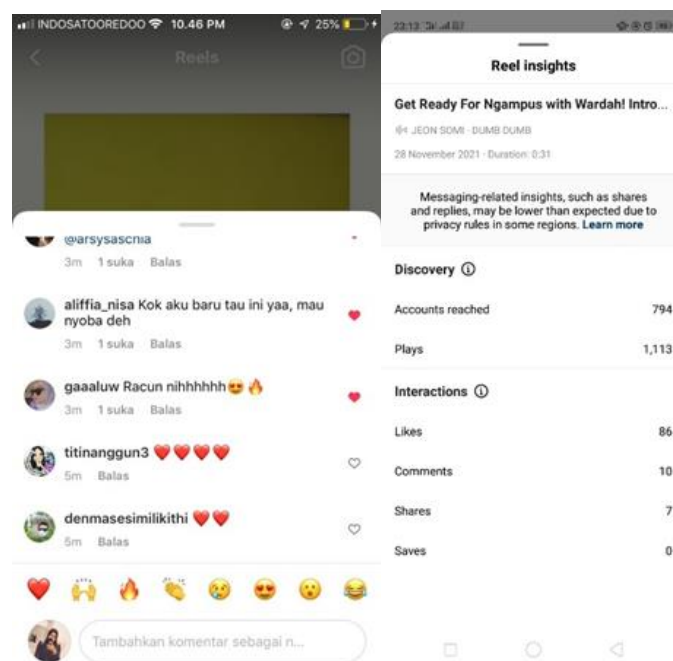 INDOSATOOREDOO 10.46 PM 25%
Reels
@arsysaschia
3m 1 suka Balas
aliffia_nisa Kok aku baru tau ini yaa, mau
nyoba deh
3m 1 suka Balas
gaaaluw Racun nihhhhhh😍🔥
3m 1 suka Balas
titinanggun3 ❤️❤️❤️❤️
5m Balas
denmasesimilikithi ❤️❤️
5m Balas
❤️ 🙌 🔥 👏 😢 😍 😮 😂
Tambahkan komentar sebagai n...
23:13
Reel insights
Get Ready For Ngampus with Wardah! Intro...
JEON SOMI · DUMB DUMB
28 November 2021 · Duration: 0:31
Messaging-related insights, such as shares
and replies, may be lower than expected due to
privacy rules in some regions. Learn more
Discovery
Accounts reached 794
Plays 1,113
Interactions
Likes 86
Comments 10
Shares 7
Saves 0